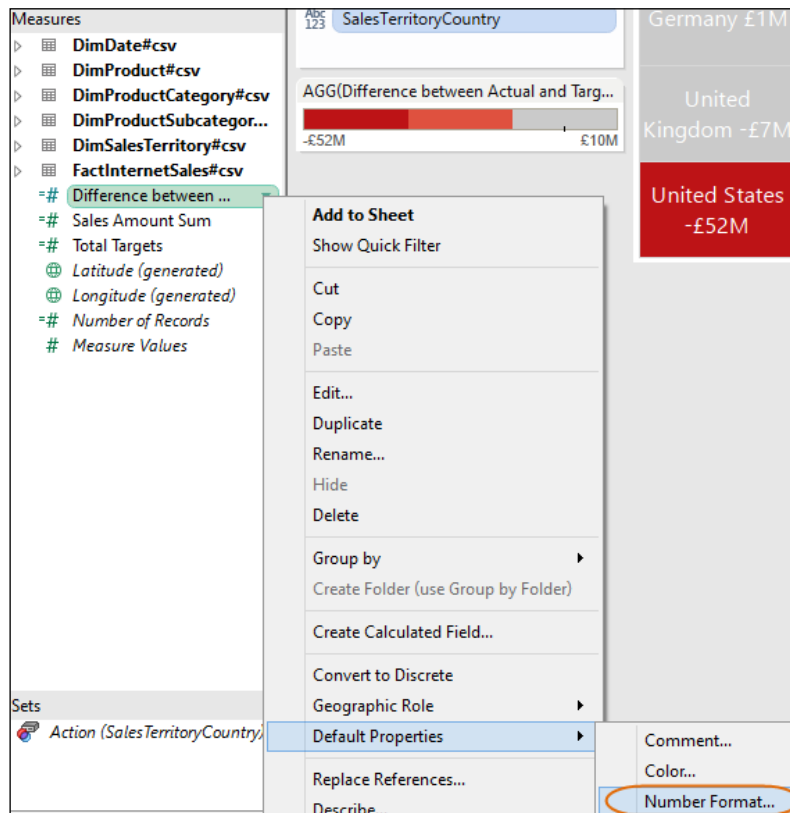 Measures
DimDate#csv
DimProduct#csv
DimProductCategory#csv
DimProductSubcategor...
DimSalesTerritory#csv
FactInternetSales#csv
=# Difference between ...
=# Sales Amount Sum
=# Total Targets
Latitude (generated)
Longitude (generated)
=# Number of Records
# Measure Values
Sets
Action (SalesTerritoryCountry)
Abc
123
SalesTerritoryCountry
AGG(Difference between Actual and Targ...
-£52M £10M
Germany £1M
United
Kingdom -£7M
United States
-£52M
Add to Sheet
Show Quick Filter
Cut
Copy
Paste
Edit...
Duplicate
Rename...
Hide
Delete
Group by
Create Folder (use Group by Folder)
Create Calculated Field...
Convert to Discrete
Geographic Role
Default Properties
Replace References...
Describe...
Comment...
Color...
Number Format...